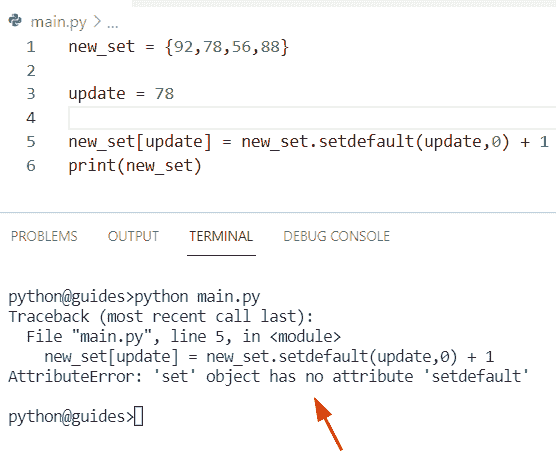 main.py > ...
1 new_set = {92,78,56,88}
2
3 update = 78
4
5 new_set[update] = new_set.setdefault(update,0) + 1
6 print(new_set)
PROBLEMS OUTPUT TERMINAL DEBUG CONSOLE
python@guides>python main.py
Traceback (most recent call last):
  File "main.py", line 5, in <module>
    new_set[update] = new_set.setdefault(update,0) + 1
AttributeError: 'set' object has no attribute 'setdefault'
python@guides>